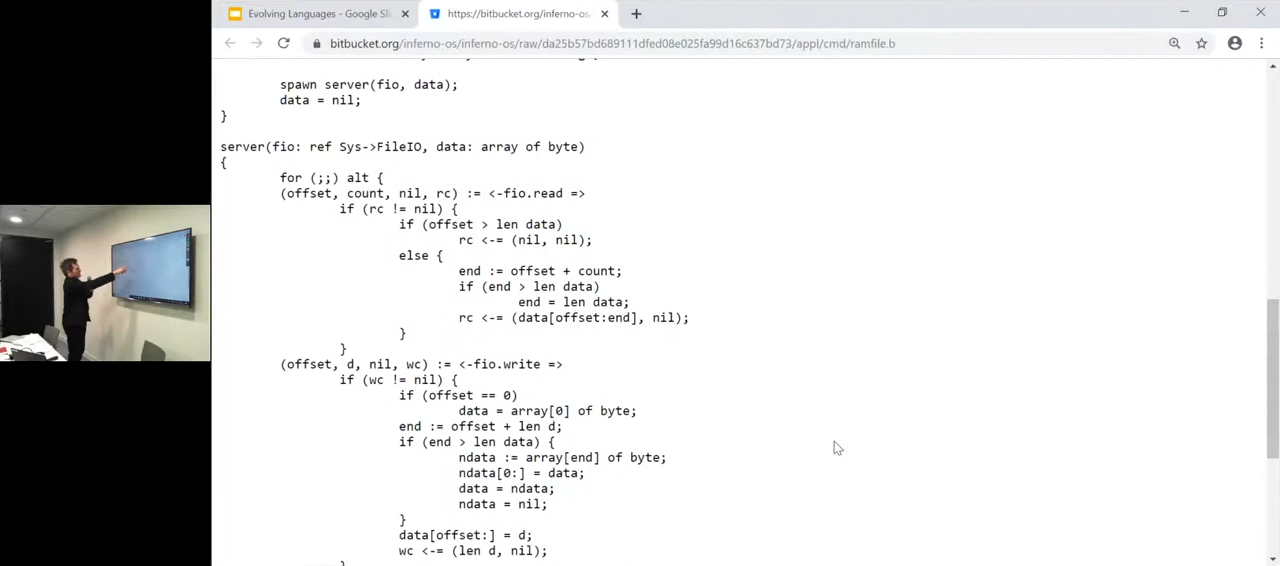 Evolving Languages - Google Sli
https://bitbucket.org/inferno-os/
bitbucket.org/inferno-os/inferno-os/raw/da25b57bd689111dfed08e025fa99d16c637bd73/appl/cmd/ramfile.b
spawn server(fio, data);
data = nil;
}
server(fio: ref Sys->FileIO, data: array of byte)
{
for (;;) alt {
(offset, count, nil, rc) := <-fio.read =>
if (rc != nil) {
if (offset > len data)
rc <-= (nil, nil);
else {
end := offset + count;
if (end > len data)
end = len data;
rc <-= (data[offset:end], nil);
}
}
(offset, d, nil, wc) := <-fio.write =>
if (wc != nil) {
if (offset == 0)
data = array[0] of byte;
end := offset + len d;
if (end > len data) {
ndata := array[end] of byte;
ndata[0:] = data;
data = ndata;
ndata = nil;
}
data[offset:] = d;
wc <-= (len d, nil);